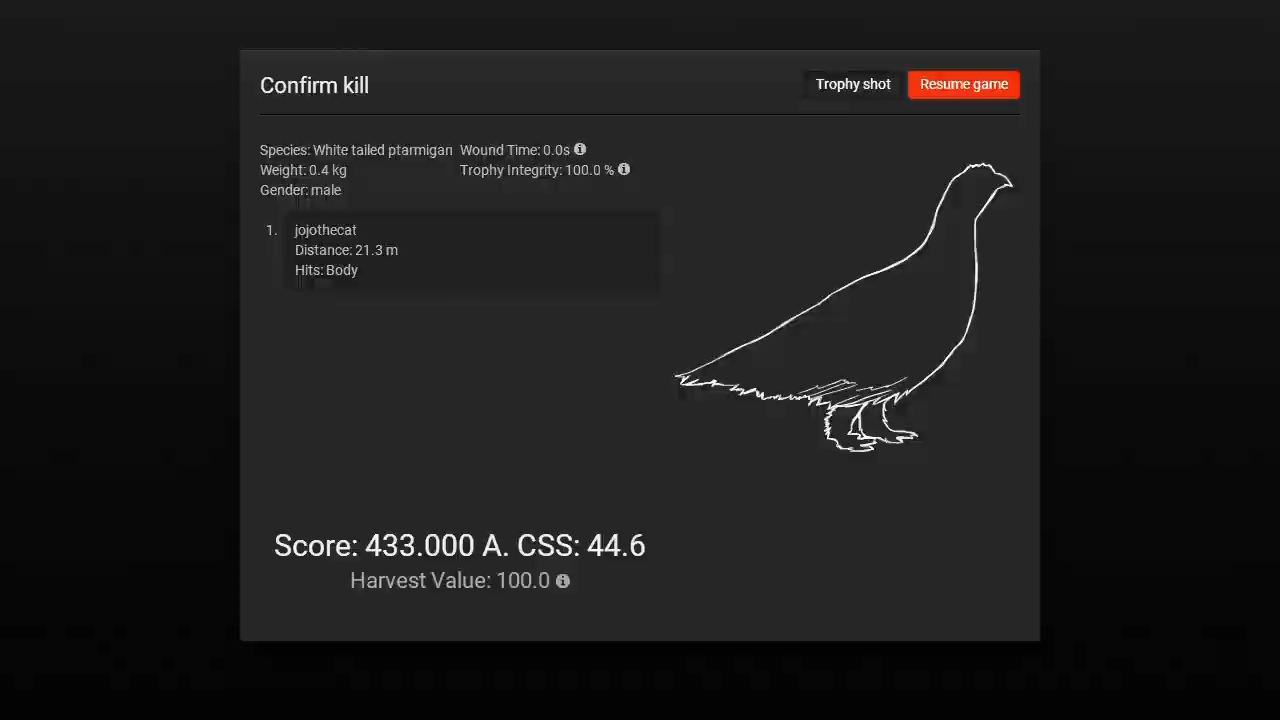 Confirm kill
Trophy shot
Resume game
Species: White tailed ptarmigan
Wound Time: 0.0s
Weight: 0.4 kg
Trophy Integrity: 100.0 %
Gender: male
1. jojothecat
Distance: 21.3 m
Hits: Body
Score: 433.000 A. CSS: 44.6
Harvest Value: 100.0